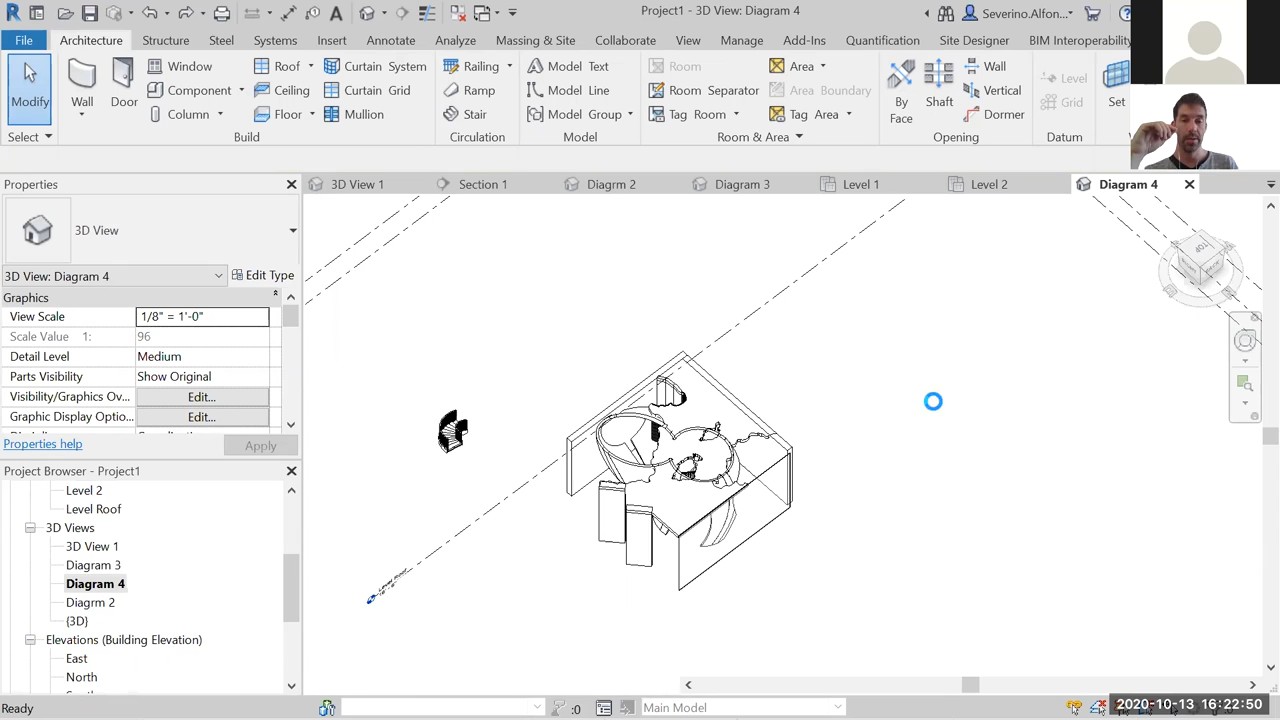 Project1 - 3D View: Diagram 4
Severino.Alfon...
File
Architecture
Structure
Steel
Systems
Insert
Annotate
Analyze
Massing & Site
Collaborate
View
Manage
Add-Ins
Quantification
Site Designer
BIM Interoperability
Modify
Wall
Door
Window
Component
Column
Roof
Ceiling
Floor
Curtain System
Curtain Grid
Mullion
Railing
Ramp
Stair
Model Text
Model Line
Model Group
Room
Room Separator
Tag Room
Area
Area Boundary
Tag Area
By
Face
Shaft
Wall
Vertical
Dormer
Level
Grid
Set
Select
Build
Circulation
Model
Room & Area
Opening
Datum
Properties
3D View 1
Section 1
Diagrm 2
Diagram 3
Level 1
Level 2
Diagram 4
3D View
3D View: Diagram 4
Edit Type
Graphics
View Scale
1/8" = 1'-0"
Scale Value 1:
96
Detail Level
Medium
Parts Visibility
Show Original
Visibility/Graphics Ov...
Edit...
Graphic Display Optio...
Edit...
Properties help
Apply
Project Browser - Project1
Level 2
Level Roof
3D Views
3D View 1
Diagram 3
Diagram 4
Diagrm 2
{3D}
Elevations (Building Elevation)
East
North
Ready
:0
Main Model
2020-10-13 16:22:50
TOP